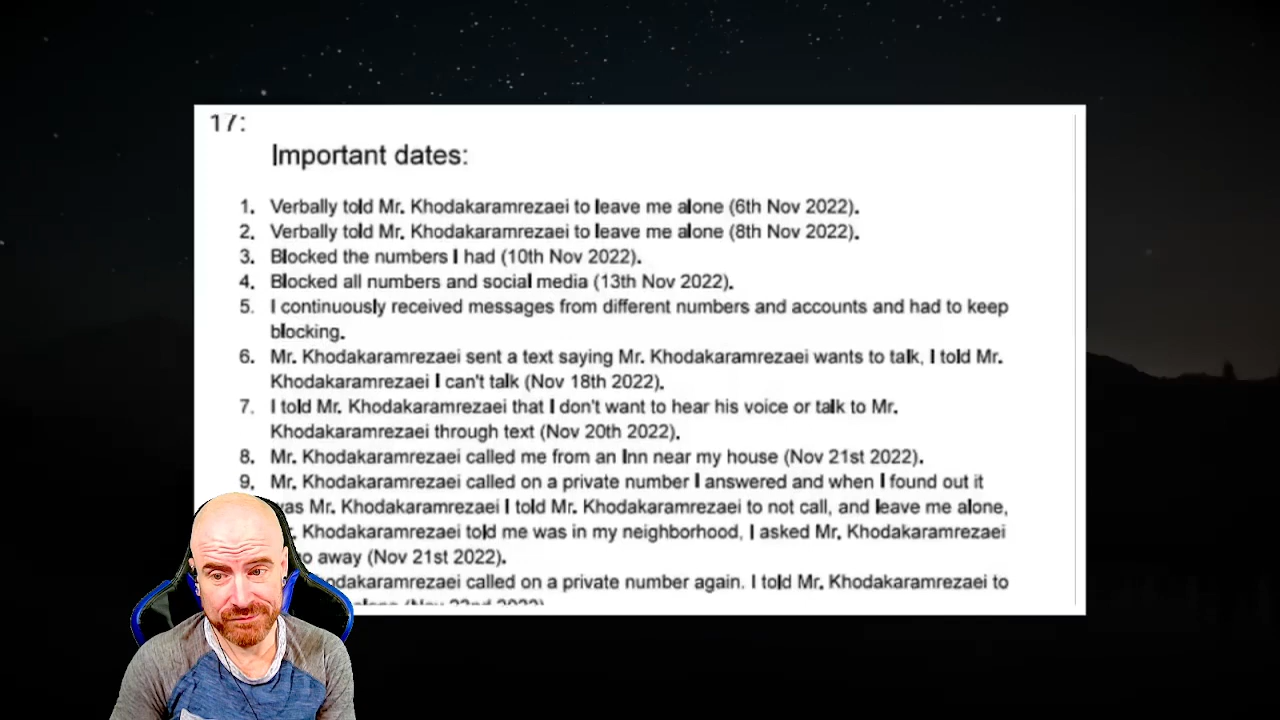 17:
Important dates:
1. Verbally told Mr. Khodakaramrezaei to leave me alone (6th Nov 2022).
2. Verbally told Mr. Khodakaramrezaei to leave me alone (8th Nov 2022).
3. Blocked the numbers I had (10th Nov 2022).
4. Blocked all numbers and social media (13th Nov 2022).
5. I continuously received messages from different numbers and accounts and had to keep
blocking.
6. Mr. Khodakaramrezaei sent a text saying Mr. Khodakaramrezaei wants to talk, I told Mr.
Khodakaramrezaei I can't talk (Nov 18th 2022).
7. I told Mr. Khodakaramrezaei that I don't want to hear his voice or talk to Mr.
Khodakaramrezaei through text (Nov 20th 2022).
8. Mr. Khodakaramrezaei called me from an Inn near my house (Nov 21st 2022).
9. Mr. Khodakaramrezaei called on a private number I answered and when I found out it
was Mr. Khodakaramrezaei I told Mr. Khodakaramrezaei to not call, and leave me alone,
Khodakaramrezaei told me was in my neighborhood, I asked Mr. Khodakaramrezaei
away (Nov 21st 2022).
Khodakaramrezaei called on a private number again. I told Mr. Khodakaramrezaei to
alone (Nov 22nd 2022)